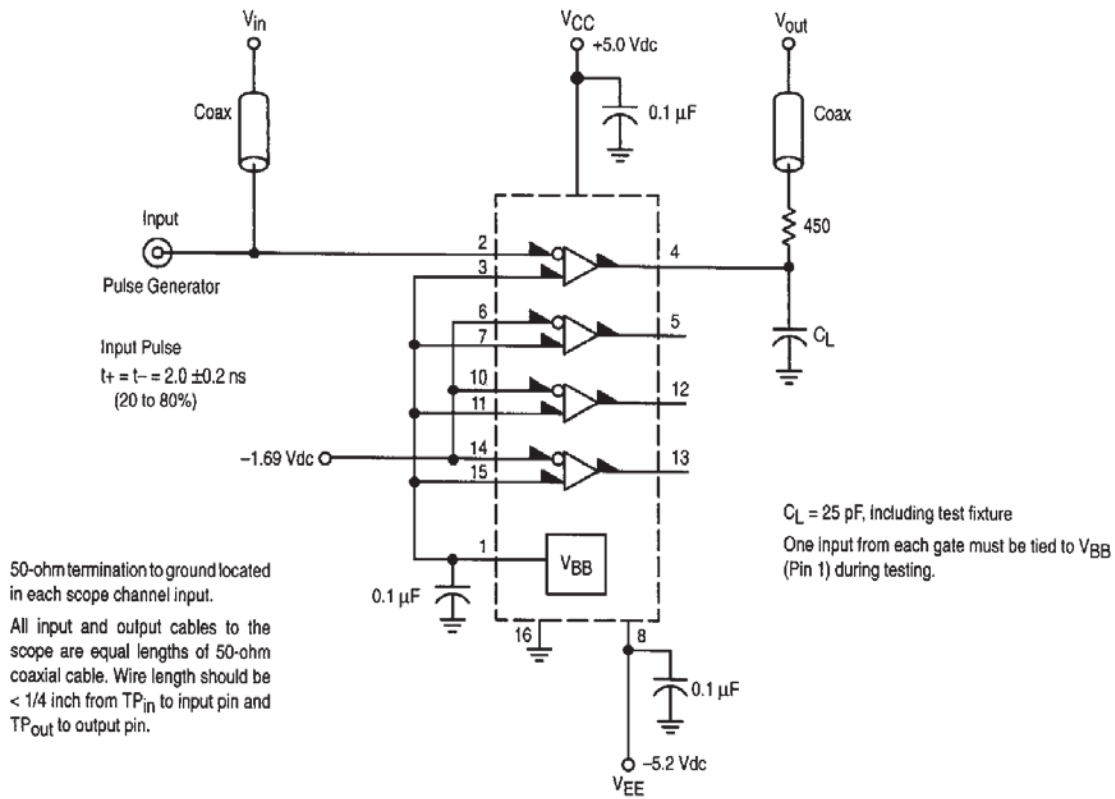 Vin
VCC
+5.0 Vdc
Vout
Coax
0.1 µF
Coax
Input
450
Pulse Generator
2
3
4
6
7
5
CL
Input Pulse
t+ = t– = 2.0 ±0.2 ns
(20 to 80%)
10
11
12
–1.69 Vdc
14
15
13
CL = 25 pF, including test fixture
One input from each gate must be tied to VBB
(Pin 1) during testing.
1
VBB
0.1 µF
50-ohm termination to ground located
in each scope channel input.
All input and output cables to the
scope are equal lengths of 50-ohm
coaxial cable. Wire length should be
< 1/4 inch from TPin to input pin and
TPout to output pin.
16
8
0.1 µF
–5.2 Vdc
VEE